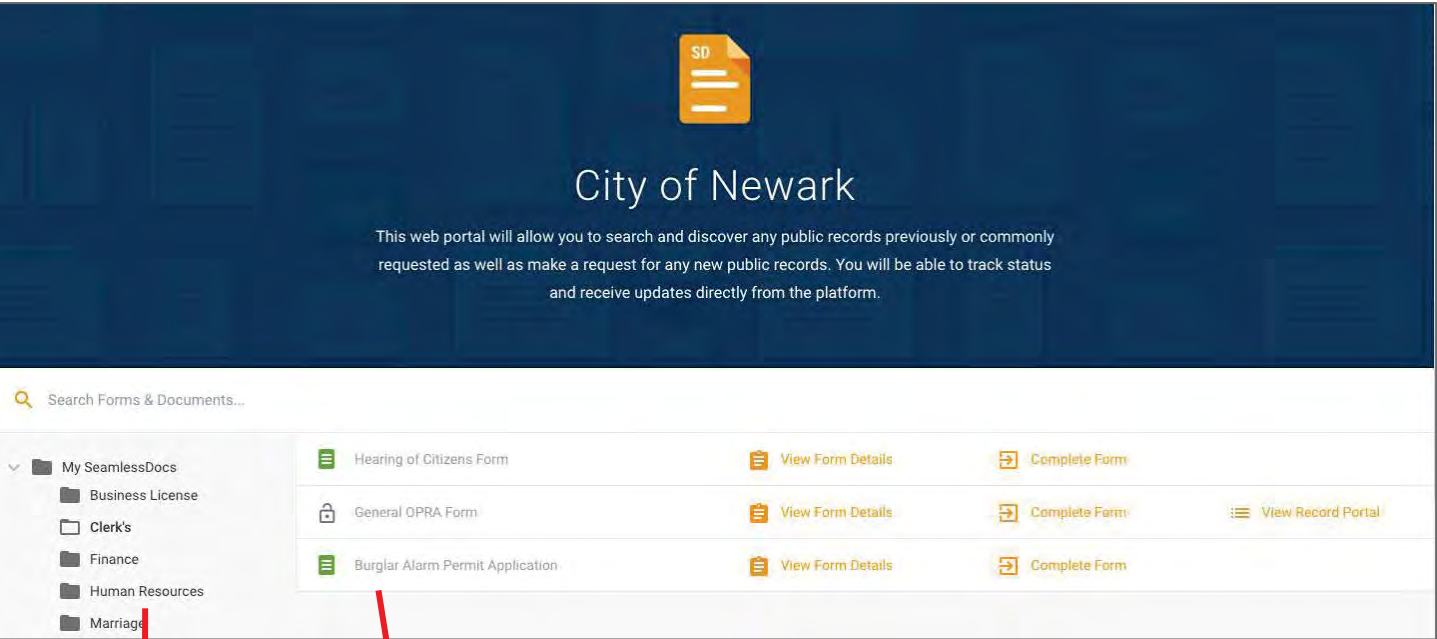 SD
City of Newark
This web portal will allow you to search and discover any public records previously or commonly
requested as well as make a request for any new public records. You will be able to track status
and receive updates directly from the platform.
Search Forms & Documents...
My SeamlessDocs
Business License
Clerk's
Finance
Human Resources
Marriage
Hearing of Citizens Form View Form Details Complete Form
General OPRA Form View Form Details Complete Form View Record Portal
Burglar Alarm Permit Application View Form Details Complete Form